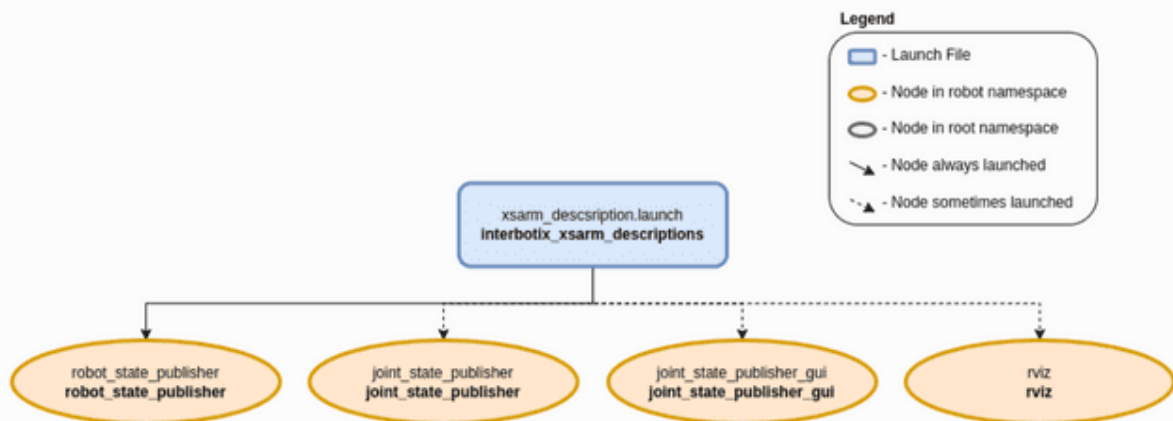 Legend
- Launch File
- Node in robot namespace
- Node in root namespace
- Node always launched
- Node sometimes launched
xsarm_descsription.launch
interbotix_xsarm_descriptions
robot_state_publisher
robot_state_publisher
joint_state_publisher
joint_state_publisher
joint_state_publisher_gui
joint_state_publisher_gui
rviz
rviz